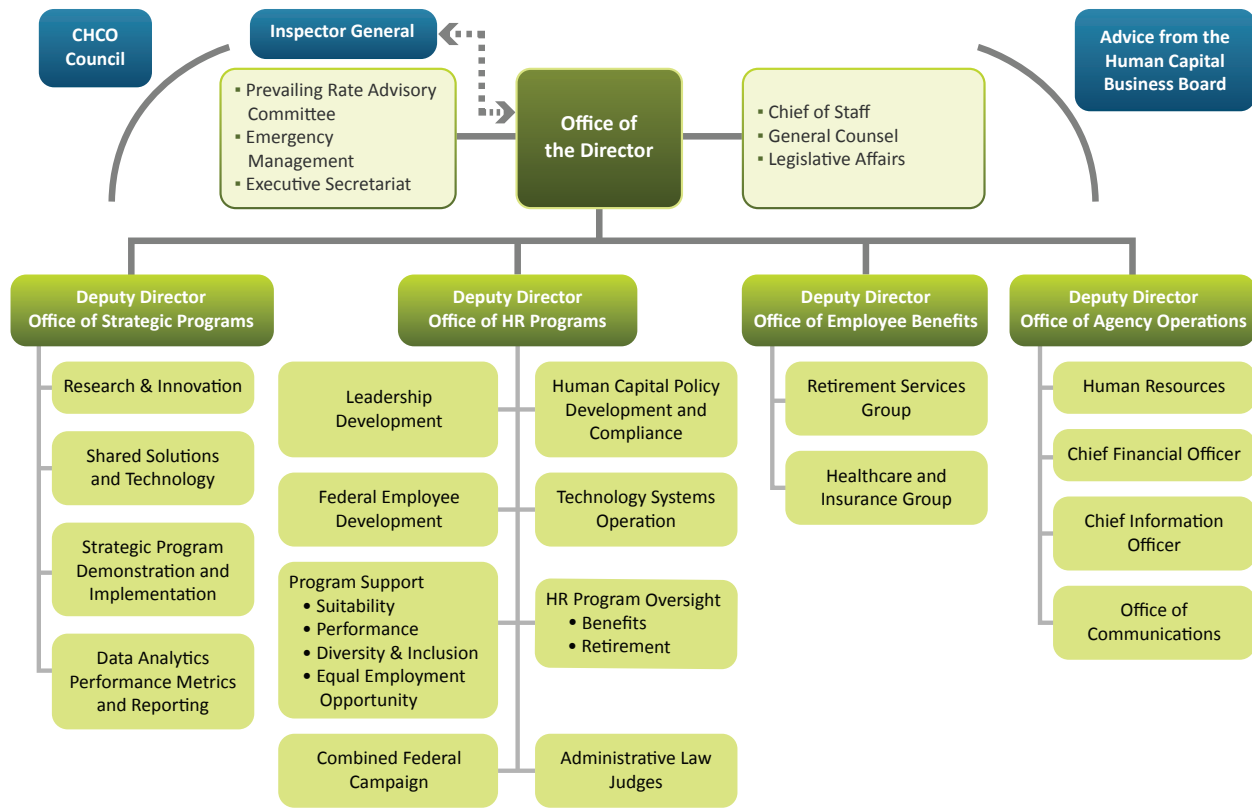 CHCO
Council
Inspector General
Advice from the
Human Capital
Business Board
▪ Prevailing Rate Advisory
Committee
▪ Emergency
Management
▪ Executive Secretariat
Office of
the Director
▪ Chief of Staff
▪ General Counsel
▪ Legislative Affairs
Deputy Director
Office of Strategic Programs
Research & Innovation
Shared Solutions
and Technology
Strategic Program
Demonstration and
Implementation
Data Analytics
Performance Metrics
and Reporting
Deputy Director
Office of HR Programs
Leadership
Development
Human Capital Policy
Development and
Compliance
Federal Employee
Development
Technology Systems
Operation
Program Support
• Suitability
• Performance
• Diversity & Inclusion
• Equal Employment
Opportunity
HR Program Oversight
• Benefits
• Retirement
Combined Federal
Campaign
Administrative Law
Judges
Deputy Director
Office of Employee Benefits
Retirement Services
Group
Healthcare and
Insurance Group
Deputy Director
Office of Agency Operations
Human Resources
Chief Financial Officer
Chief Information
Officer
Office of
Communications